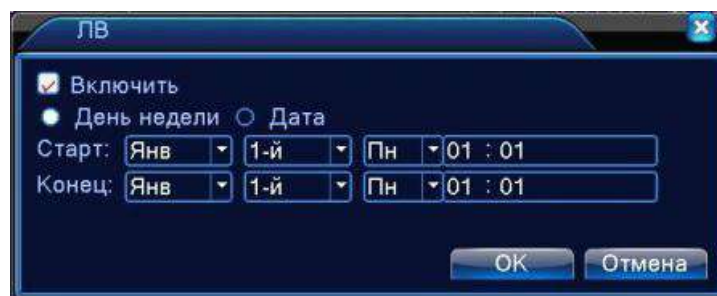 ЛВ
Включить
День недели Дата
Старт: Янв 1-й Пн 01 : 01
Конец: Янв 1-й Пн 01 : 01
OK Отмена